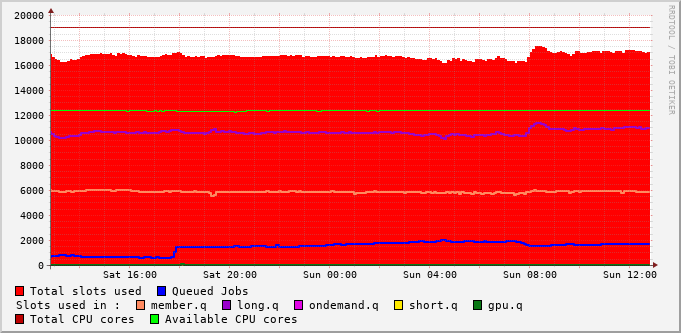 RRDTOOL / TOBI OETIKER
20000
18000
16000
14000
12000
10000
8000
6000
4000
2000
0
Sat 16:00 Sat 20:00 Sun 00:00 Sun 04:00 Sun 08:00 Sun 12:00
Total slots used Queued Jobs
Slots used in : member.q long.q ondemand.q short.q gpu.q
Total CPU cores Available CPU cores